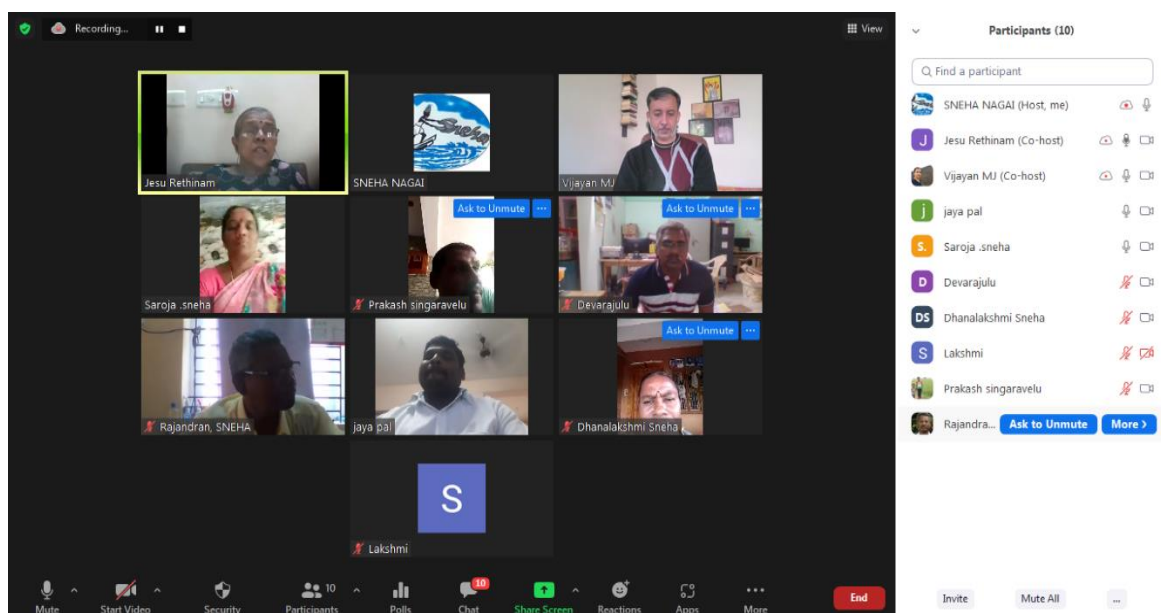 Recording...
View
Jesu Rethinam
Sneha
SNEHA NAGAI
Vijayan MJ
Saroja .sneha
Ask to Unmute ...
Prakash singaravelu
Ask to Unmute ...
Devarajulu
Rajandran, SNEHA
jaya pal
Ask to Unmute ...
Dhanalakshmi Sneha
S
Lakshmi
Mute
Start Video
Security
10
Participants
Polls
10
Chat
Share Screen
Reactions
Apps
More
End
Participants (10)
Find a participant
SNEHA NAGAI (Host, me)
J Jesu Rethinam (Co-host)
Vijayan MJ (Co-host)
j jaya pal
S. Saroja .sneha
D Devarajulu
DS Dhanalakshmi Sneha
S Lakshmi
Prakash singaravelu
Rajandra... Ask to Unmute More >
Invite Mute All ...